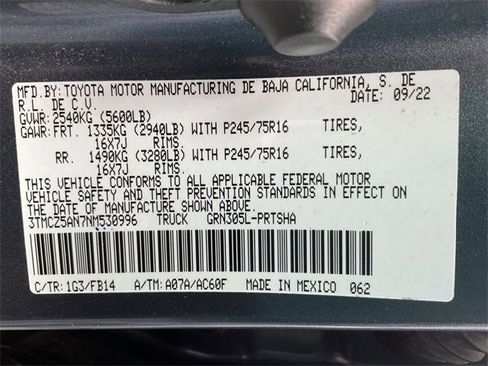 MFD.BY:TOYOTA MOTOR MANUFACTURING DE BAJA CALIFORNIA, S. DE
R.L. DE C.V. DATE: 09/22
GVWR: 2540KG (5600LB)
GAWR:FRT. 1335KG (2940LB) WITH P245/75R16 TIRES,
16X7J RIMS.
RR. 1490KG (3280LB) WITH P245/75R16 TIRES,
16X7J RIMS.
THIS VEHICLE CONFORMS TO ALL APPLICABLE FEDERAL MOTOR
VEHICLE SAFETY AND THEFT PREVENTION STANDARDS IN EFFECT ON
THE DATE OF MANUFACTURE SHOWN ABOVE.
3TMCZ5AN7NM530996 TRUCK GRN305L-PRTSHA
C/TR: 1G3/FB14 A/TM: A07A/AC60F MADE IN MEXICO 062